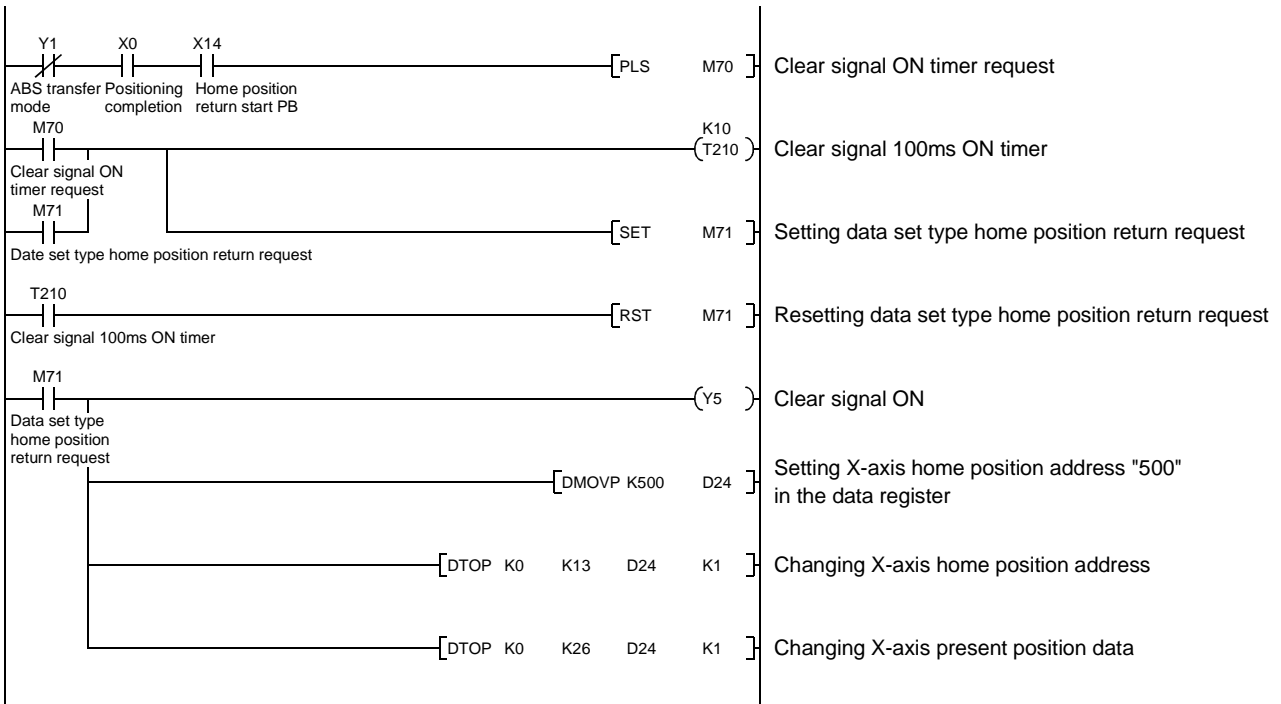 Y1 X0 X14
PLS M70 Clear signal ON timer request
ABS transfer Positioning Home position
mode completion return start PB
M70 K10
T210 Clear signal 100ms ON timer
Clear signal ON
timer request
M71
SET M71 Setting data set type home position return request
Date set type home position return request
T210
RST M71 Resetting data set type home position return request
Clear signal 100ms ON timer
M71
Y5 Clear signal ON
Data set type
home position
return request
DMOVP K500 D24 Setting X-axis home position address "500"
in the data register
DTOP K0 K13 D24 K1 Changing X-axis home position address
DTOP K0 K26 D24 K1 Changing X-axis present position data